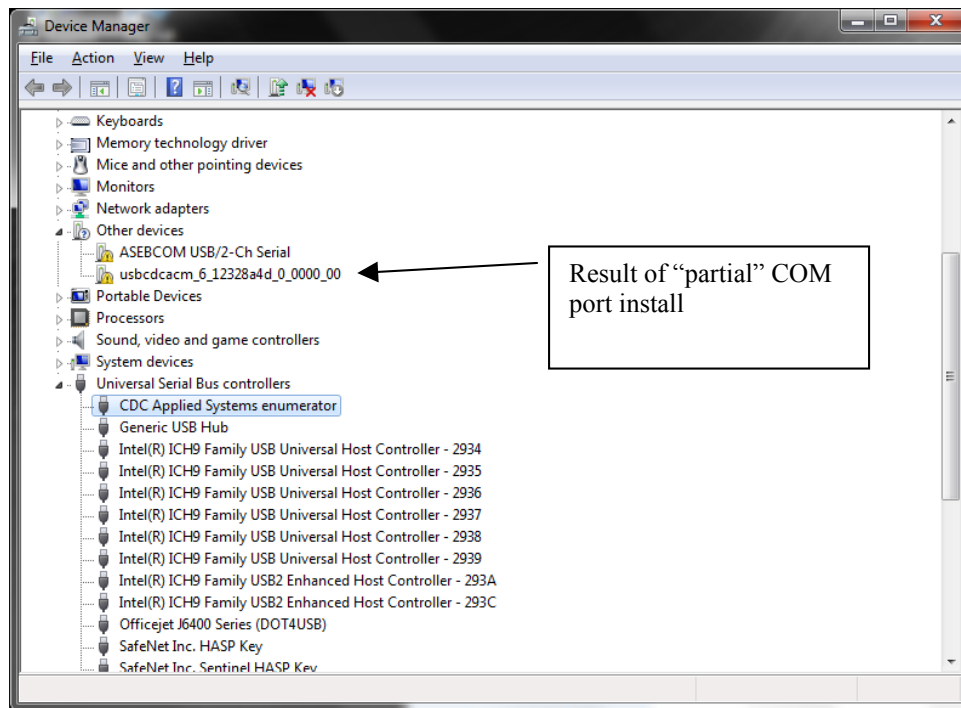 Device Manager
File Action View Help
Keyboards
Memory technology driver
Mice and other pointing devices
Monitors
Network adapters
Other devices
ASEBCOM USB/2-Ch Serial
usbcdcacm_6_12328a4d_0_0000_00
Portable Devices
Processors
Sound, video and game controllers
System devices
Universal Serial Bus controllers
CDC Applied Systems enumerator
Generic USB Hub
Intel(R) ICH9 Family USB Universal Host Controller - 2934
Intel(R) ICH9 Family USB Universal Host Controller - 2935
Intel(R) ICH9 Family USB Universal Host Controller - 2936
Intel(R) ICH9 Family USB Universal Host Controller - 2937
Intel(R) ICH9 Family USB Universal Host Controller - 2938
Intel(R) ICH9 Family USB Universal Host Controller - 2939
Intel(R) ICH9 Family USB2 Enhanced Host Controller - 293A
Intel(R) ICH9 Family USB2 Enhanced Host Controller - 293C
Officejet J6400 Series (DOT4USB)
SafeNet Inc. HASP Key
SafeNet Inc. Sentinel HASP Key
Result of “partial” COM
port install